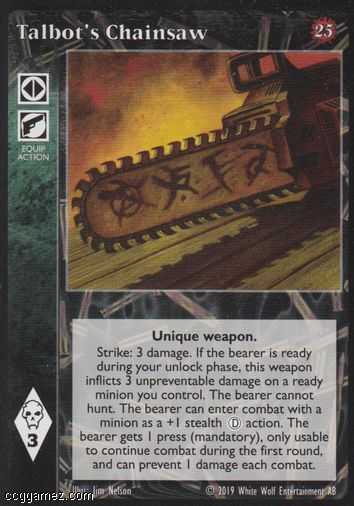 Talbot's Chainsaw
25
EQUIP
ACTION
Unique weapon.
Strike: 3 damage. If the bearer is ready
during your unlock phase, this weapon
inflicts 3 unpreventable damage on a ready
minion you control. The bearer cannot
hunt. The bearer can enter combat with a
minion as a +1 stealth Ⓓ action. The
bearer gets 1 press (mandatory), only usable
to continue combat during the first round,
and can prevent 1 damage each combat.
3
Illus: Jim Nelson © 2019 White Wolf Entertainment AB
ccggamez.com